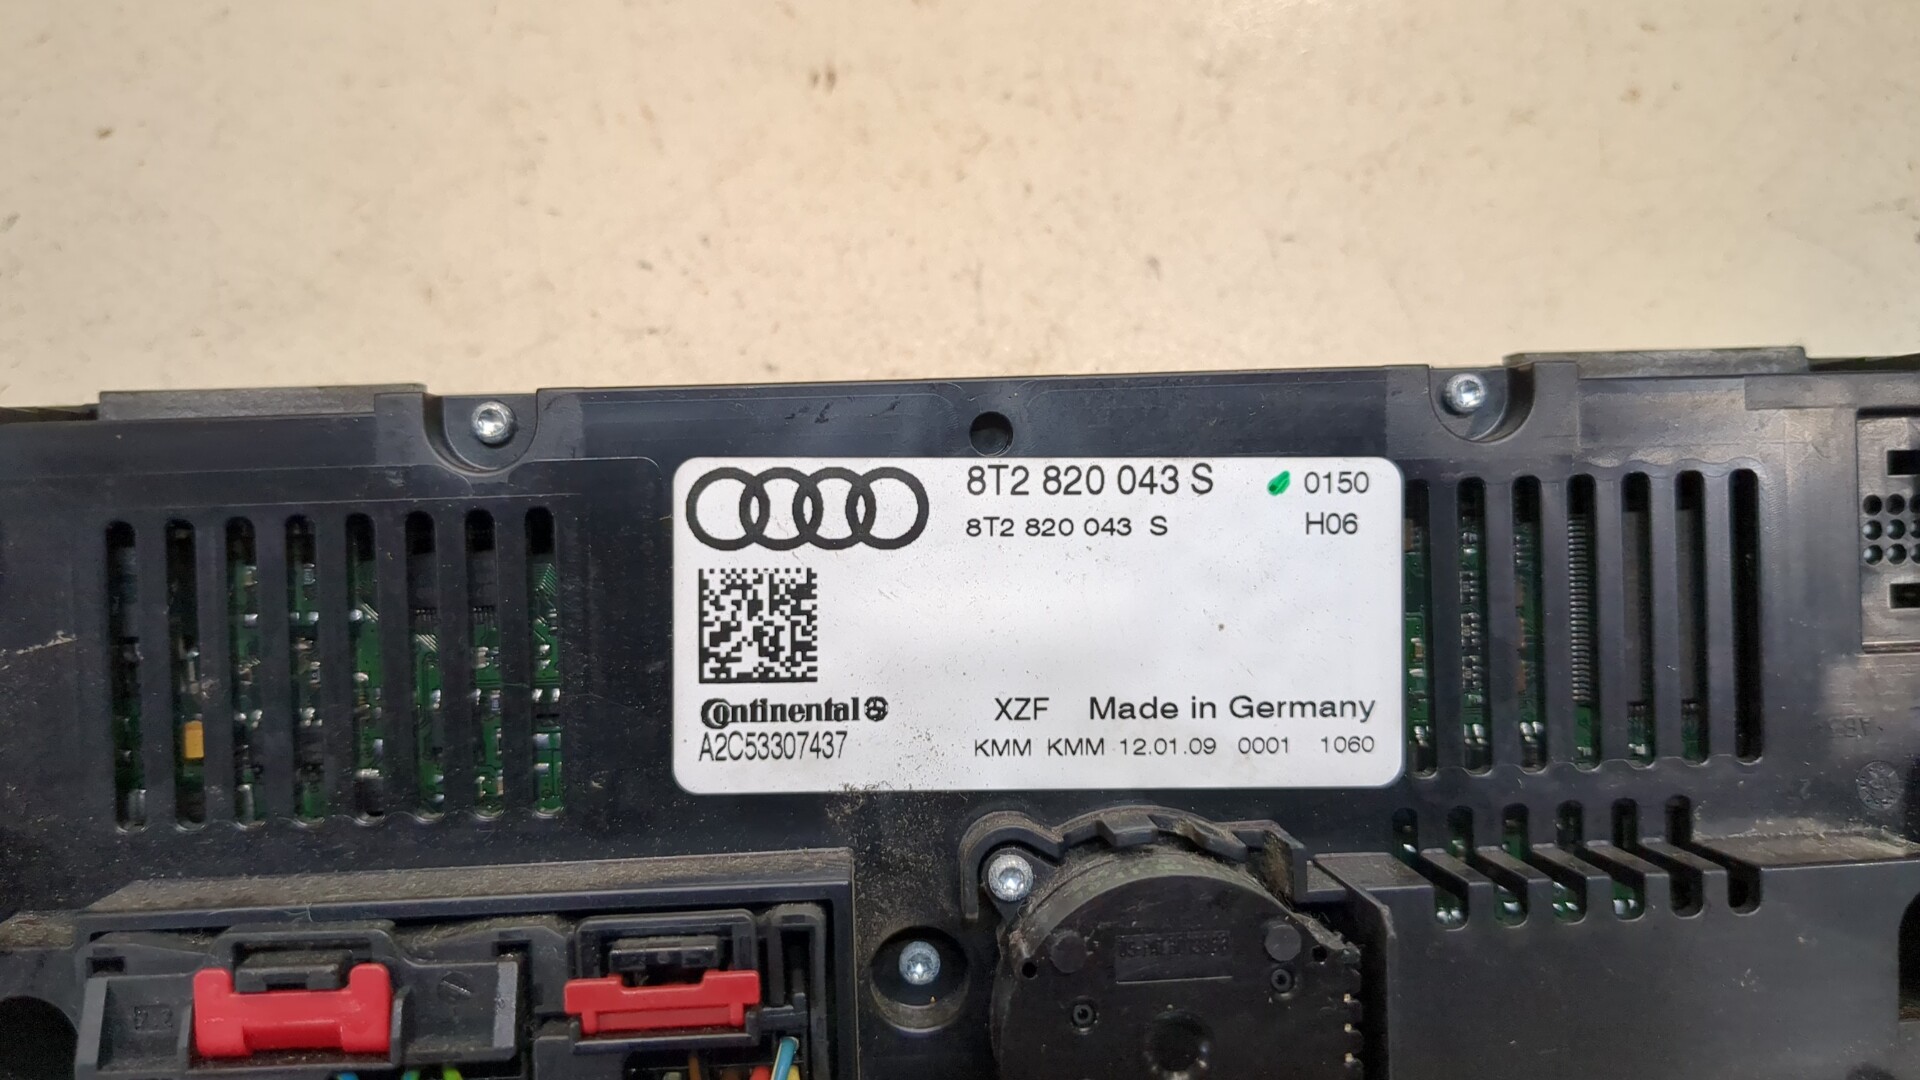 8T2 820 043 S 0150
8T2 820 043 S H06
Continental
A2C53307437
XZF Made in Germany
KMM KMM 12.01.09 0001 1060